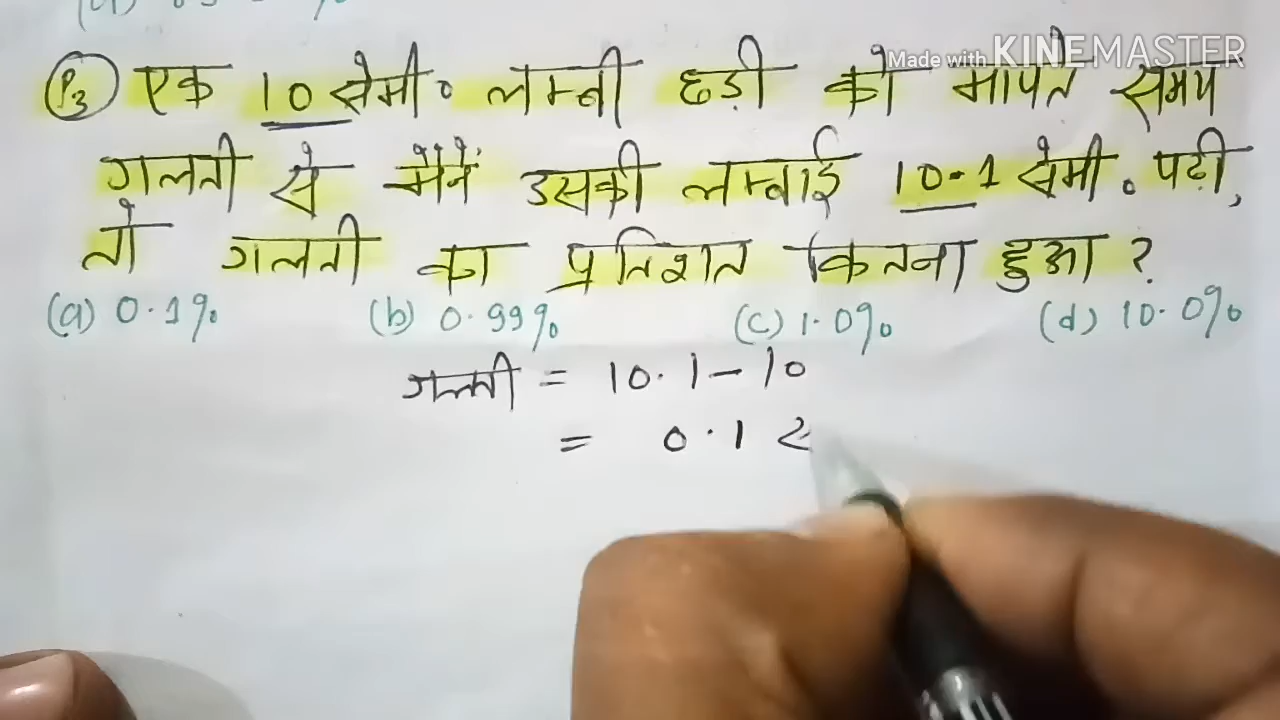 Made with KINEMASTER
P3 एक 10 सेमी. लम्बी छड़ी को मापते समय
गलती से मैंने उसकी लम्बाई 10.1 सेमी. पढ़ी,
तो गलती का प्रतिशत कितना हुआ ?
(a) 0.1% (b) 0.99% (c) 1.0% (d) 10.0%
गलती = 10.1 - 10
= 0.1